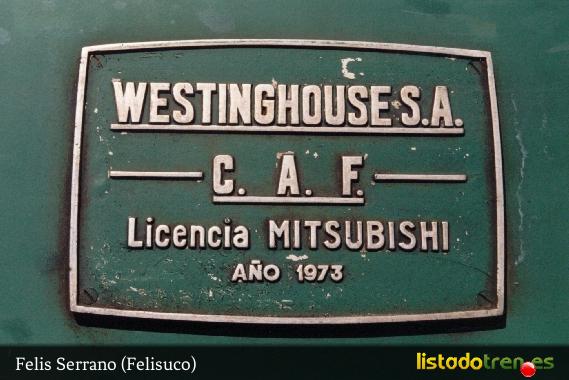 WESTINGHOUSE S.A.
C. A. F.
Licencia MITSUBISHI
AÑO 1973
Felis Serrano (Felisuco)
listadotren.es